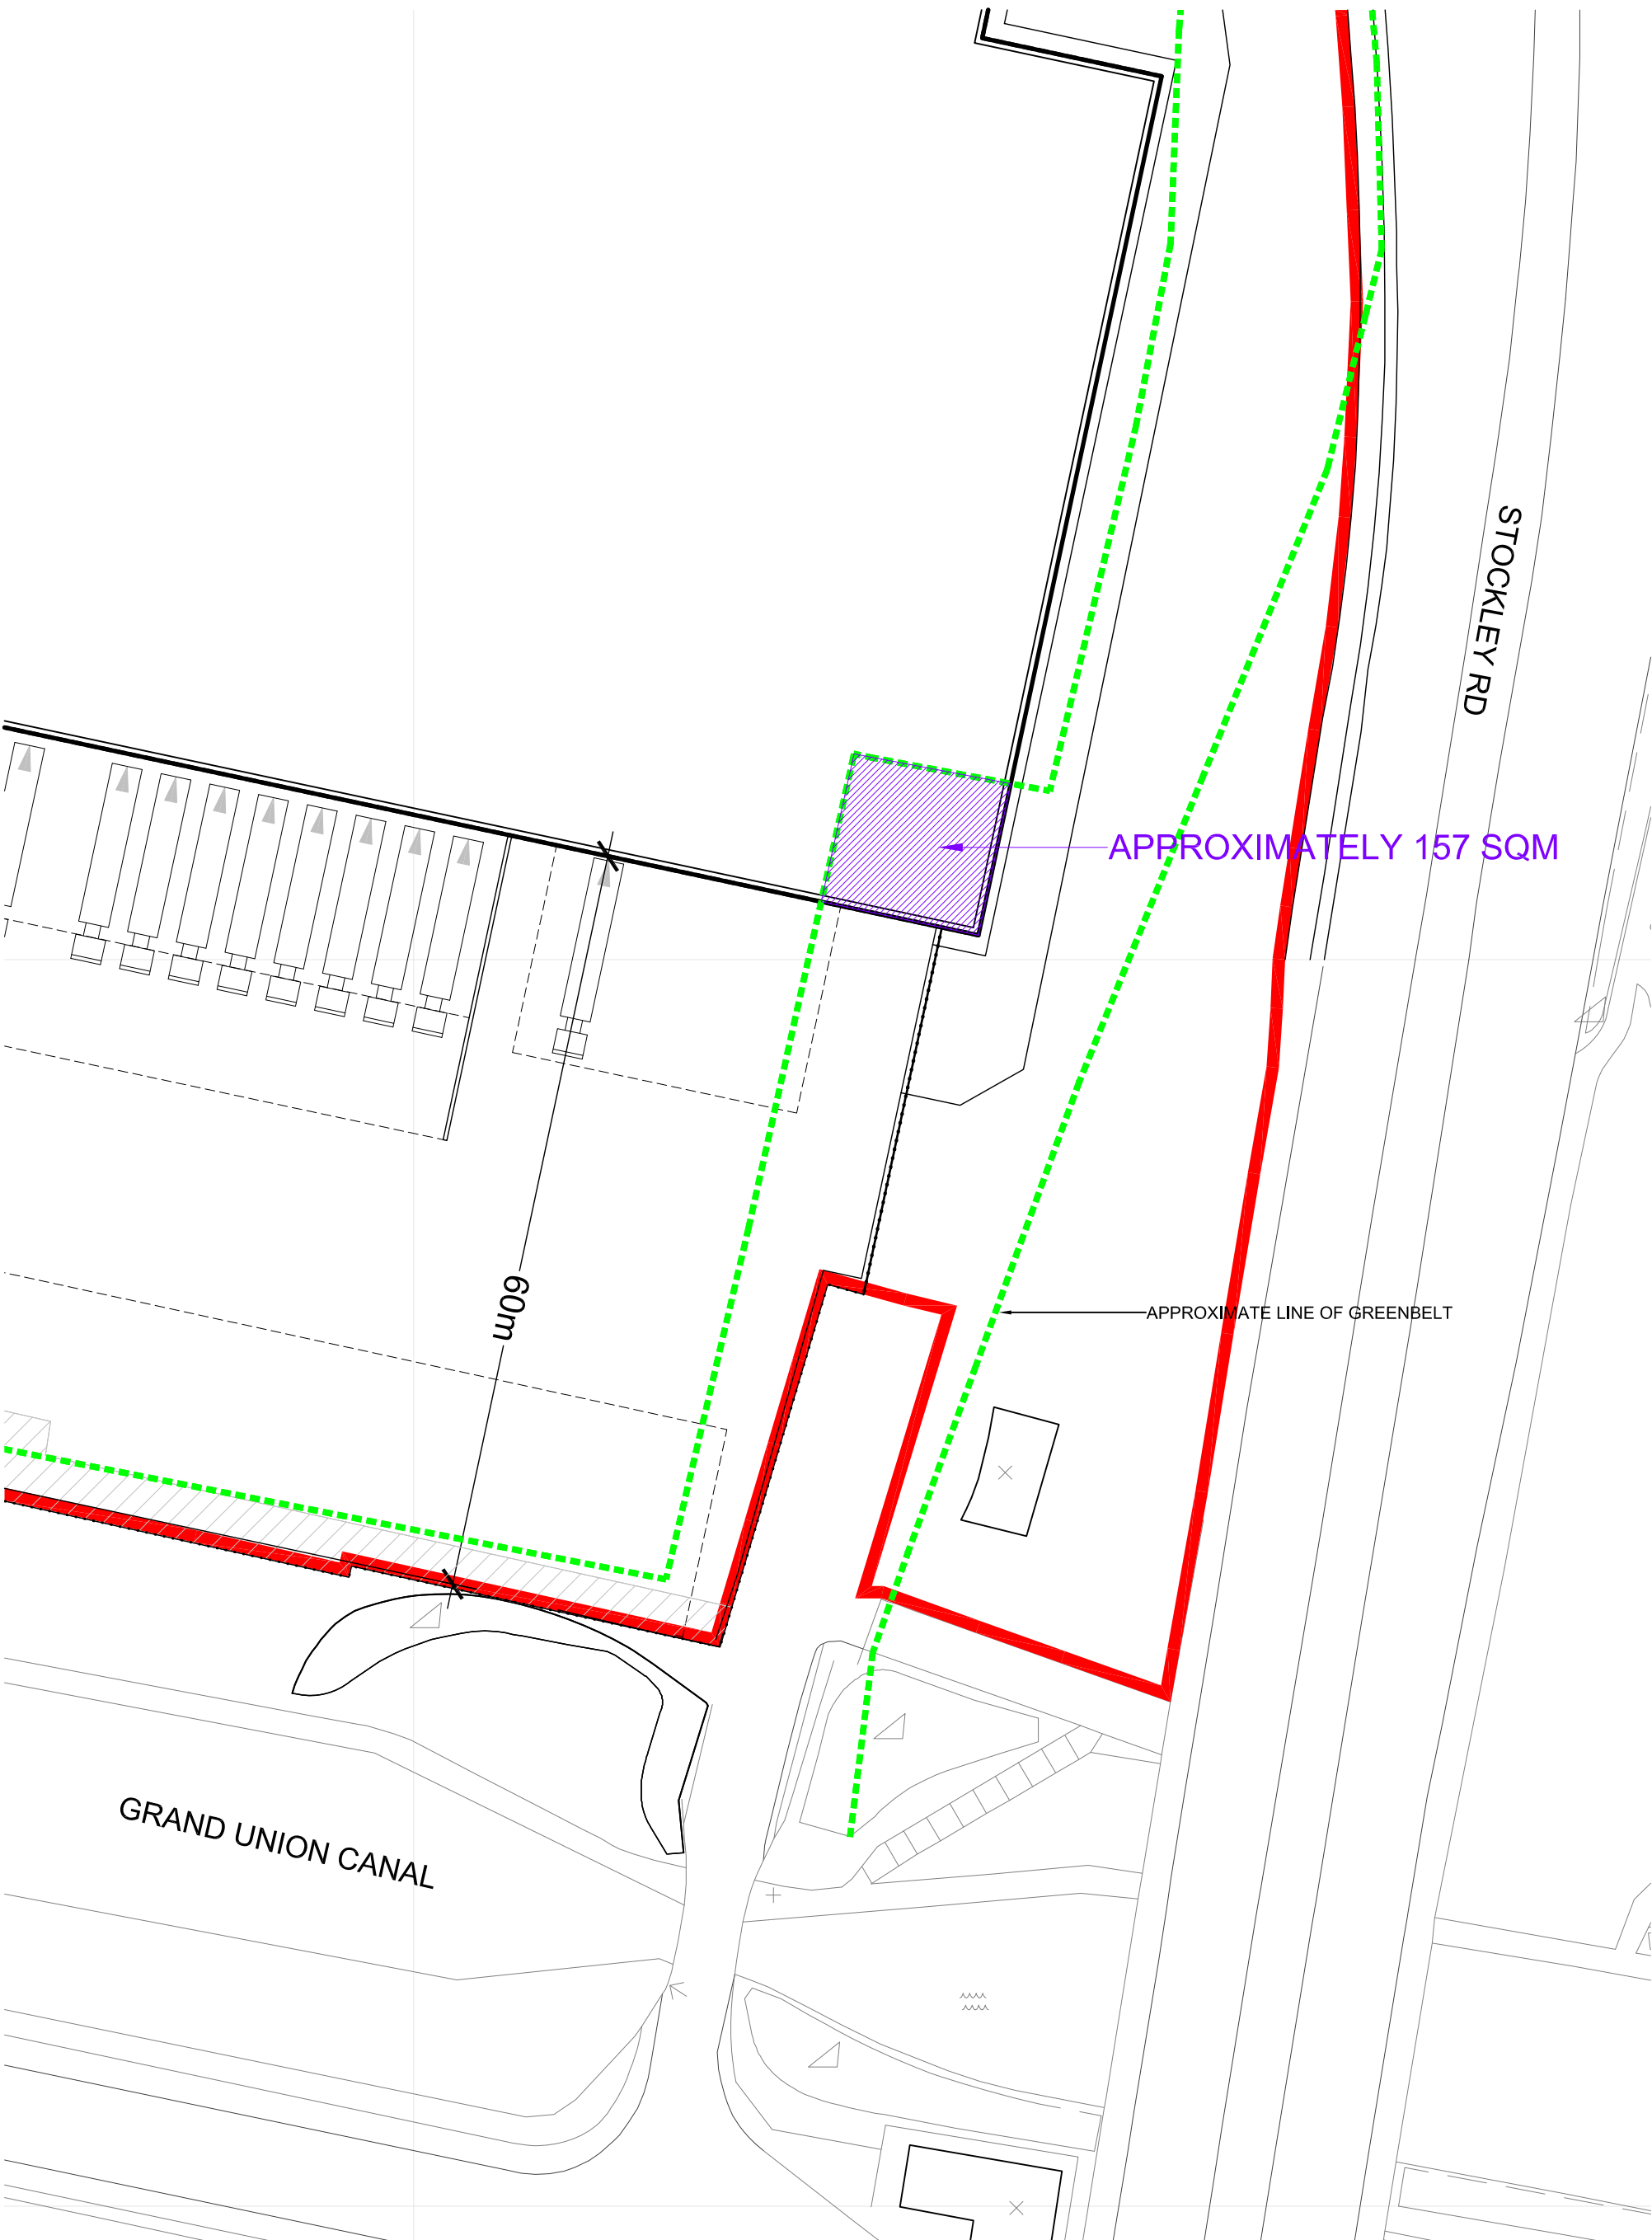 STOCKLEY RD
APPROXIMATELY 157 SQM
60m
APPROXIMATE LINE OF GREENBELT
GRAND UNION CANAL